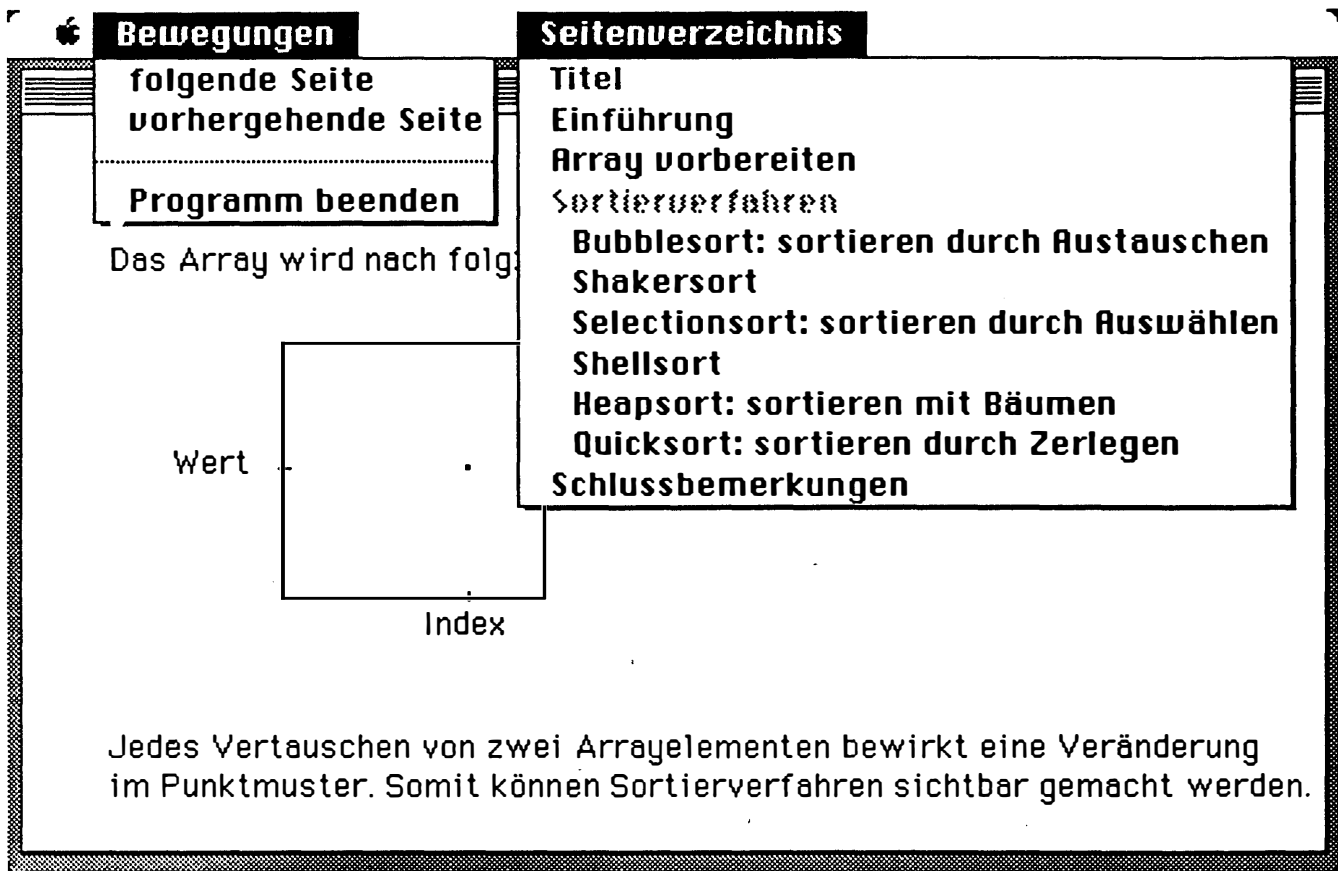 Bewegungen
folgende Seite
vorhergehende Seite
Programm beenden
Seitenverzeichnis
Titel
Einführung
Array vorbereiten
Sortierverfahren
Bubblesort: sortieren durch Austauschen
Shakersort
Selectionsort: sortieren durch Auswählen
Shellsort
Heapsort: sortieren mit Bäumen
Quicksort: sortieren durch Zerlegen
Schlussbemerkungen
Das Array wird nach
Wert
Index
Jedes Vertauschen von zwei Arrayelementen bewirkt eine Veränderung
im Punktmuster. Somit können Sortierverfahren sichtbar gemacht werden.